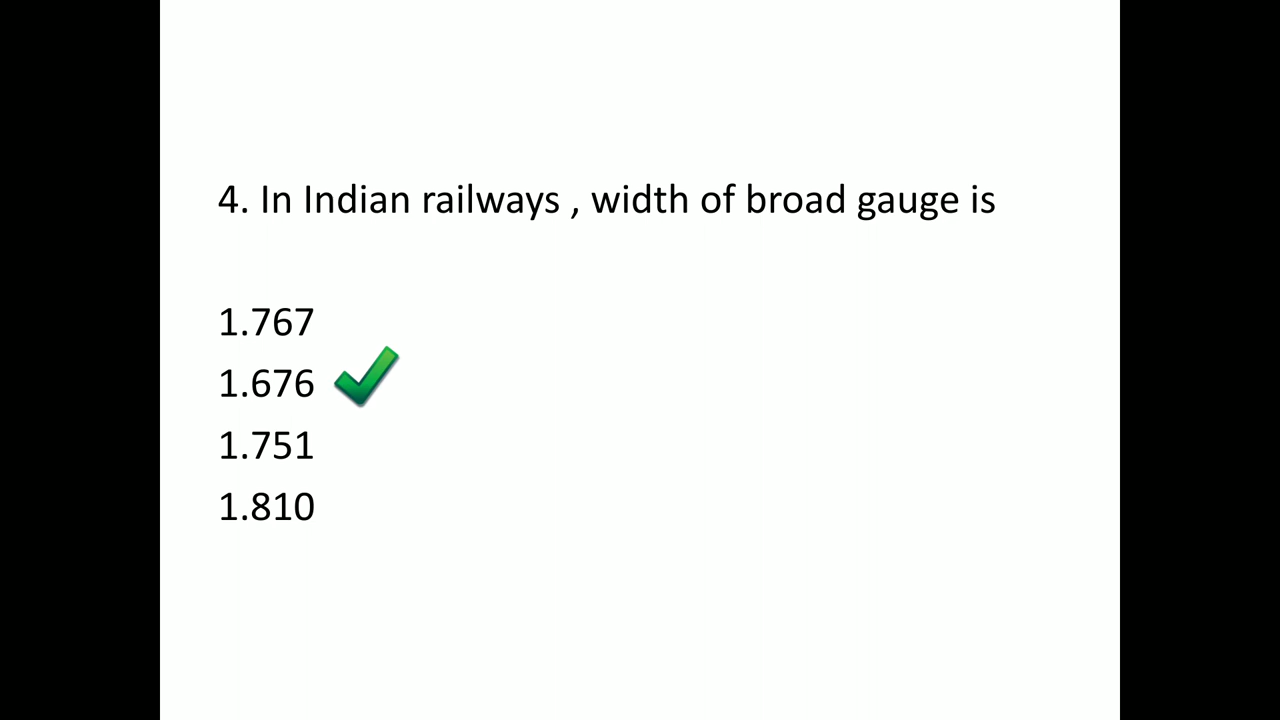 4. In Indian railways , width of broad gauge is
1.767
1.676
1.751
1.810